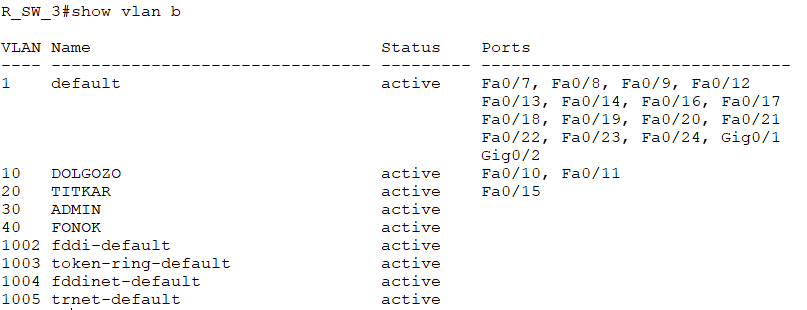 R_SW_3#show vlan b
VLAN Name Status Ports
---- -------------------------------- --------- -------------------------------
1 default active Fa0/7, Fa0/8, Fa0/9, Fa0/12
Fa0/13, Fa0/14, Fa0/16, Fa0/17
Fa0/18, Fa0/19, Fa0/20, Fa0/21
Fa0/22, Fa0/23, Fa0/24, Gig0/1
Gig0/2
10 DOLGOZO active Fa0/10, Fa0/11
20 TITKAR active Fa0/15
30 ADMIN active
40 FONOK active
1002 fddi-default active
1003 token-ring-default active
1004 fddinet-default active
1005 trnet-default active